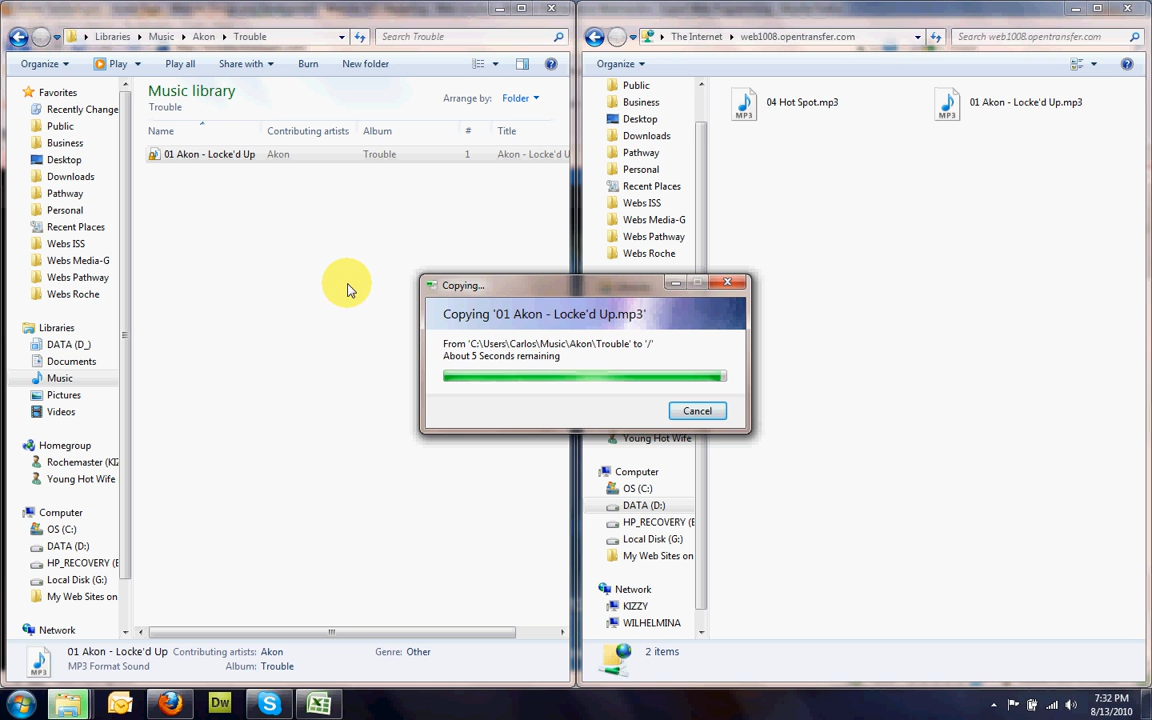 Libraries Music Akon Trouble
Search Trouble
The Internet web1008.opentransfer.com
Search web1008.opentransfer.com
Organize Play Play all Share with Burn New folder
Organize
Music library
Trouble
Arrange by: Folder
Name Contributing artists Album # Title
01 Akon - Locke'd Up Akon Trouble 1 Akon - Locke'd U
Favorites
Recently Change
Public
Business
Desktop
Downloads
Pathway
Personal
Recent Places
Webs ISS
Webs Media-G
Webs Pathway
Webs Roche
Libraries
DATA (D_)
Documents
Music
Pictures
Videos
Homegroup
Rochemaster (KIZ
Young Hot Wife
Computer
OS (C:)
DATA (D:)
HP_RECOVERY (E
Local Disk (G:)
My Web Sites on
Network
01 Akon - Locke'd Up Contributing artists: Akon Genre: Other
MP3 Format Sound Album: Trouble
MP3
Public
Business
Desktop
Downloads
Pathway
Personal
Recent Places
Webs ISS
Webs Media-G
Webs Pathway
Webs Roche
Young Hot Wife
Computer
OS (C:)
DATA (D:)
HP_RECOVERY (E
Local Disk (G:)
My Web Sites on
Network
KIZZY
WILHELMINA
MP3 04 Hot Spot.mp3
MP3 01 Akon - Locke'd Up.mp3
2 items
Copying...
Copying '01 Akon - Locke'd Up.mp3'
From 'C:\Users\Carlos\Music\Akon\Trouble' to '/'
About 5 Seconds remaining
Cancel
Dw
7:32 PM
8/13/2010